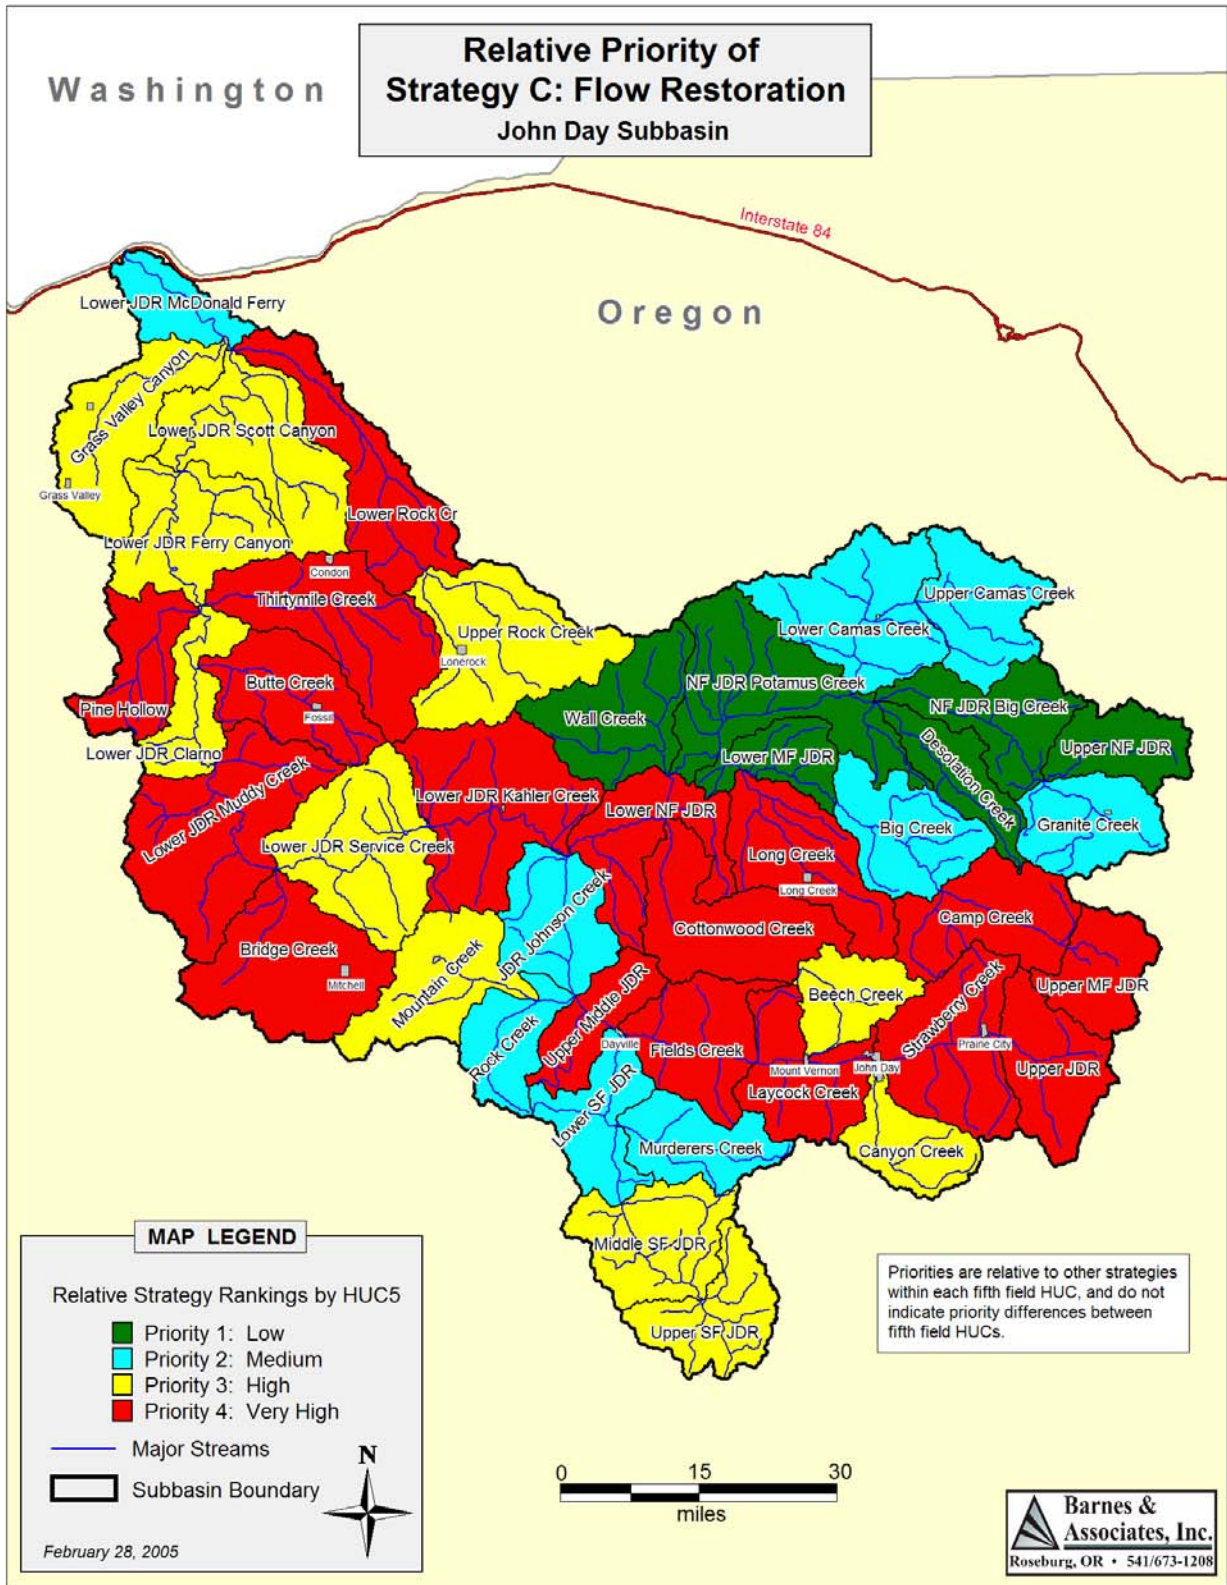 Relative Priority of
Strategy C: Flow Restoration
John Day Subbasin
Washington
Interstate 84
Oregon
Lower JDR McDonald Ferry
Grass Valley Canyon
Lower JDR Scott Canyon
Grass Valley
Lower Rock Cr
Lower JDR Ferry Canyon
Condon
Thirtymile Creek
Upper Rock Creek
Lonerock
Upper Camas Creek
Lower Camas Creek
NF JDR Potamus Creek
Butte Creek
Fossil
Pine Hollow
Wall Creek
NF JDR Big Creek
Lower JDR Clarno
Lower MF JDR
Desolation Creek
Upper NF JDR
Lower JDR Muddy Creek
Lower JDR Kahler Creek
Lower NF JDR
Big Creek
Granite Creek
Lower JDR Service Creek
Long Creek
Long Creek
JDR Johnson Creek
Cottonwood Creek
Camp Creek
Bridge Creek
Mitchell
Mountain Creek
Upper Middle JDR
Beech Creek
Strawberry Creek
Upper MF JDR
Rock Creek
Dayville
Fields Creek
Prairie City
Mount Vernon
John Day
Upper JDR
Laycock Creek
Lower SF JDR
Murderers Creek
Canyon Creek
Middle SF JDR
Upper SF JDR
MAP LEGEND
Relative Strategy Rankings by HUC5
Priority 1: Low
Priority 2: Medium
Priority 3: High
Priority 4: Very High
Major Streams
Subbasin Boundary
N
February 28, 2005
Priorities are relative to other strategies
within each fifth field HUC, and do not
indicate priority differences between
fifth field HUCs.
0 15 30
miles
Barnes &
Associates, Inc.
Roseburg, OR • 541/673-1208